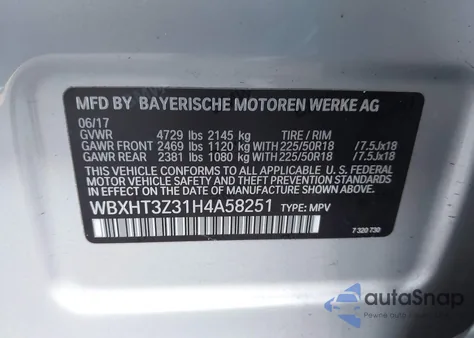 MFD BY BAYERISCHE MOTOREN WERKE AG
06/17
GVWR 4729 lbs 2145 kg TIRE / RIM
GAWR FRONT 2469 lbs 1120 kg WITH 225/50R18 /7.5Jx18
GAWR REAR 2381 lbs 1080 kg WITH 225/50R18 /7.5Jx18
THIS VEHICLE CONFORMS TO ALL APPLICABLE
U.S. FEDERAL MOTOR VEHICLE SAFETY STANDARDS
IN EFFECT ON THE DATE OF MANUFACTURE SHOWN ABOVE.
WBXHT3Z31H4A58251 TYPE: MPV
7 320 730
autoSnap
Powered by AutoBidMaster